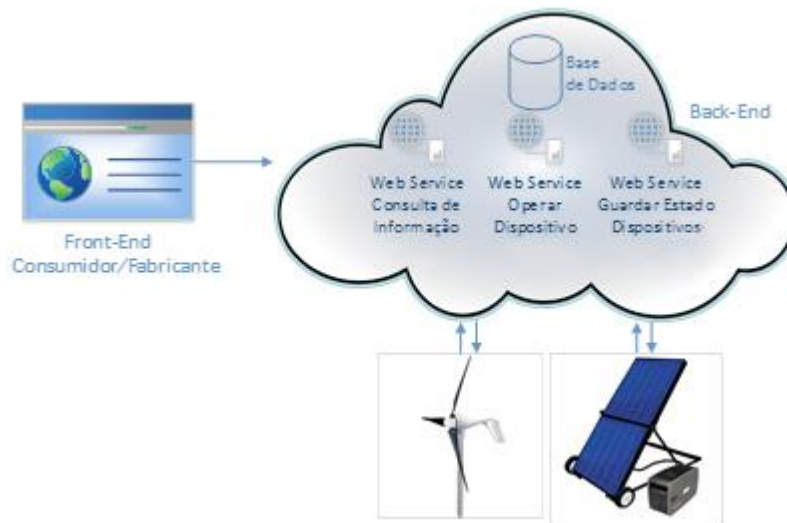 Base
de Dados
Back-End
Web Service
Consulta de
Informação
Web Service
Operar
Dispositivo
Web Service
Guardar Estado
Dispositivos
Front-End
Consumidor/Fabricante